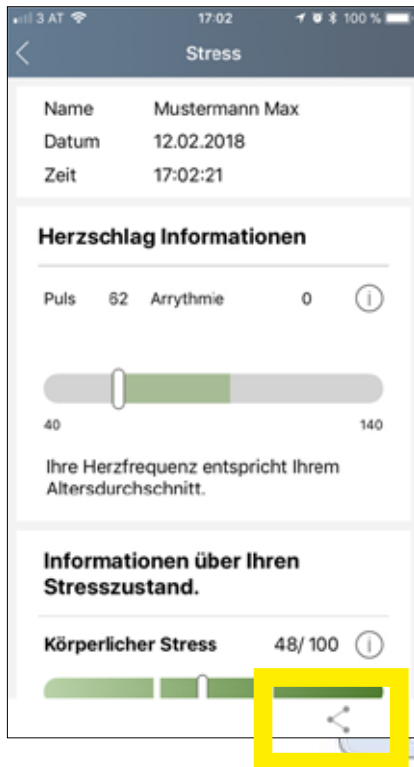 3 AT 17:02 100 %
Stress
Name Mustermann Max
Datum 12.02.2018
Zeit 17:02:21
Herzschlag Informationen
Puls 62 Arrythmie 0 i
40 140
Ihre Herzfrequenz entspricht Ihrem
Altersdurchschnitt.
Informationen über Ihren
Stresszustand.
Körperlicher Stress 48/100 i